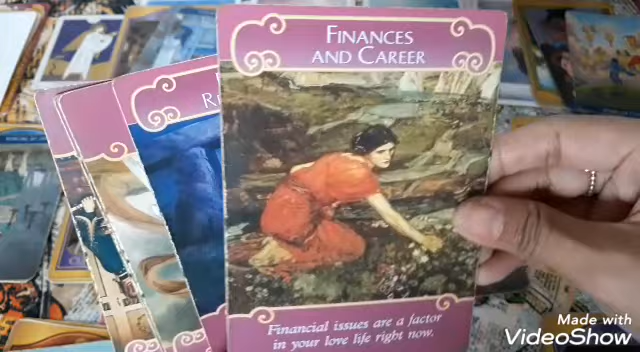 FINANCES
AND CAREER
Financial issues are a factor
in your love life right now.
Made with
VideoShow